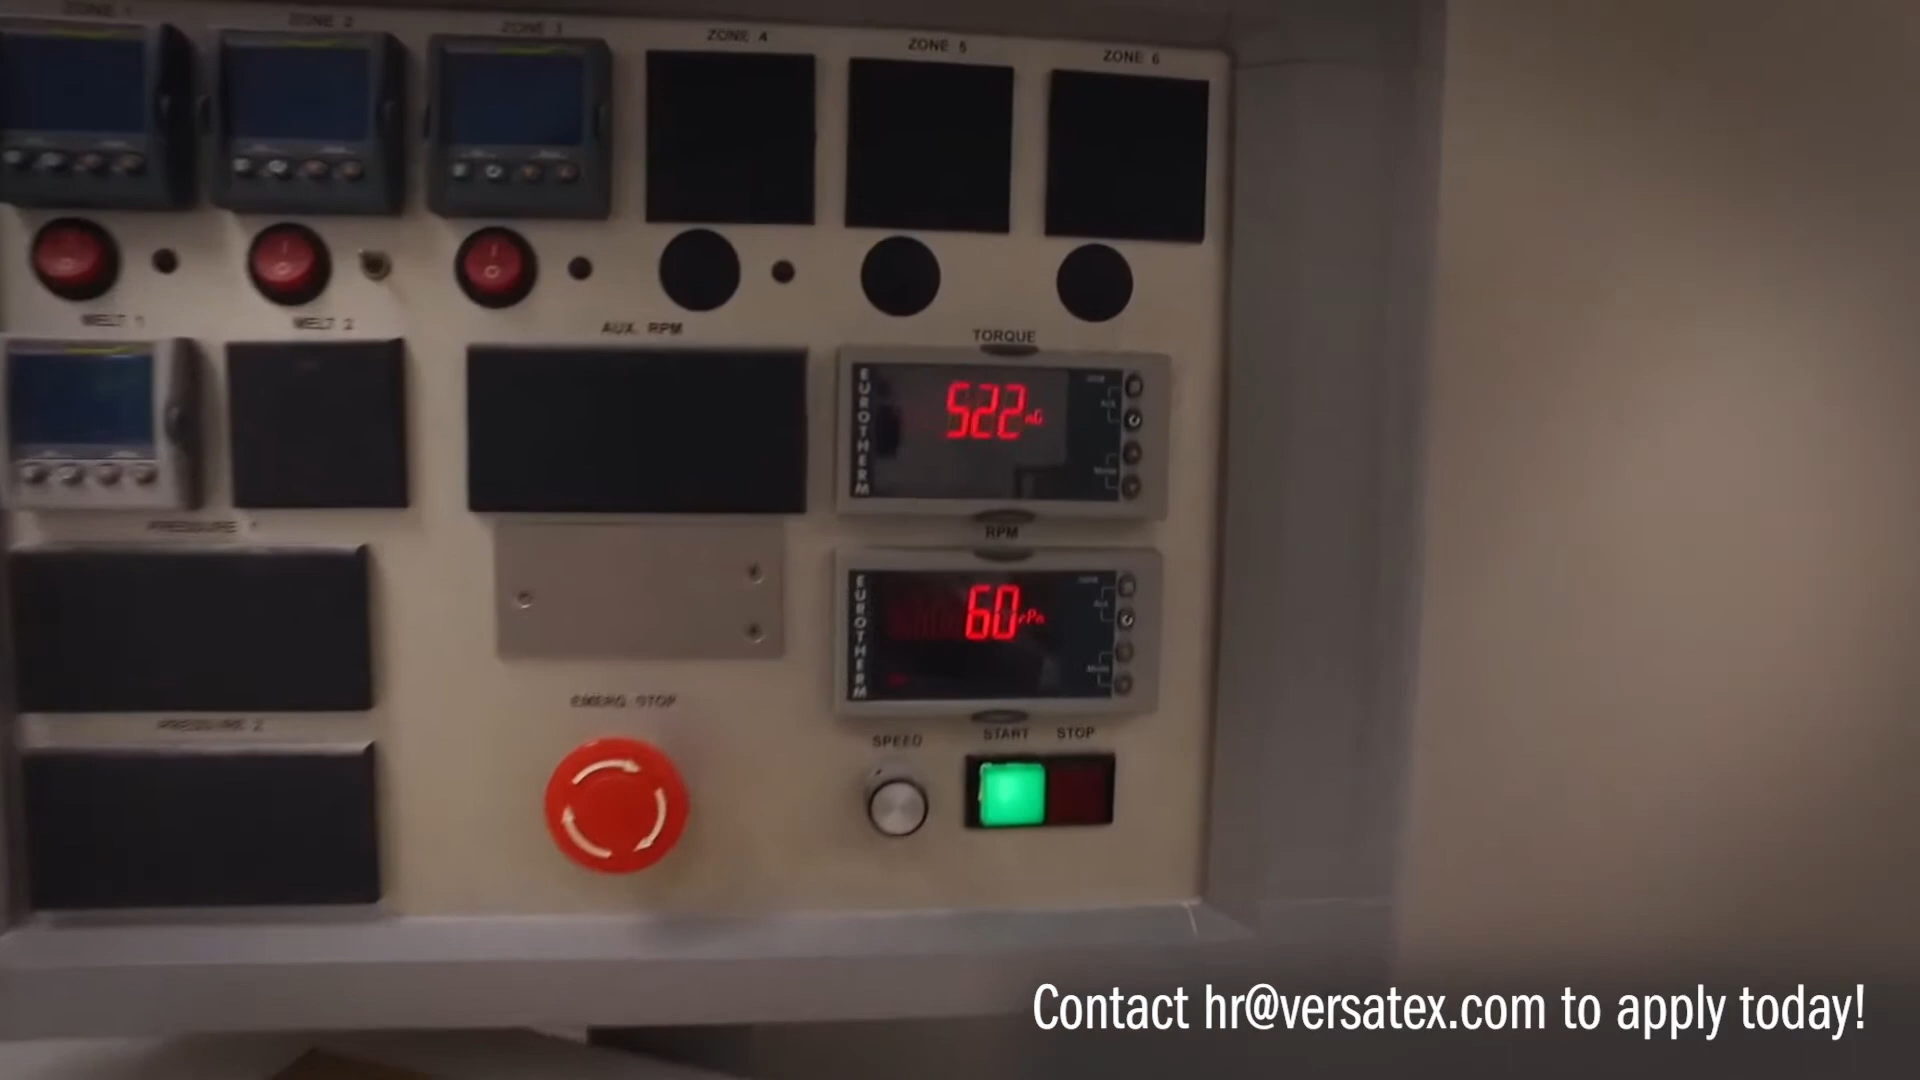 ZONE 1
ZONE 2
ZONE 3
ZONE 4
ZONE 5
ZONE 6
MELT 1
MELT 2
AUX. RPM
TORQUE
EUROTHERM
522
PRESSURE 1
RPM
EUROTHERM
60
EMERG. STOP
PRESSURE 2
SPEED
START
STOP
Contact hr@versatex.com to apply today!